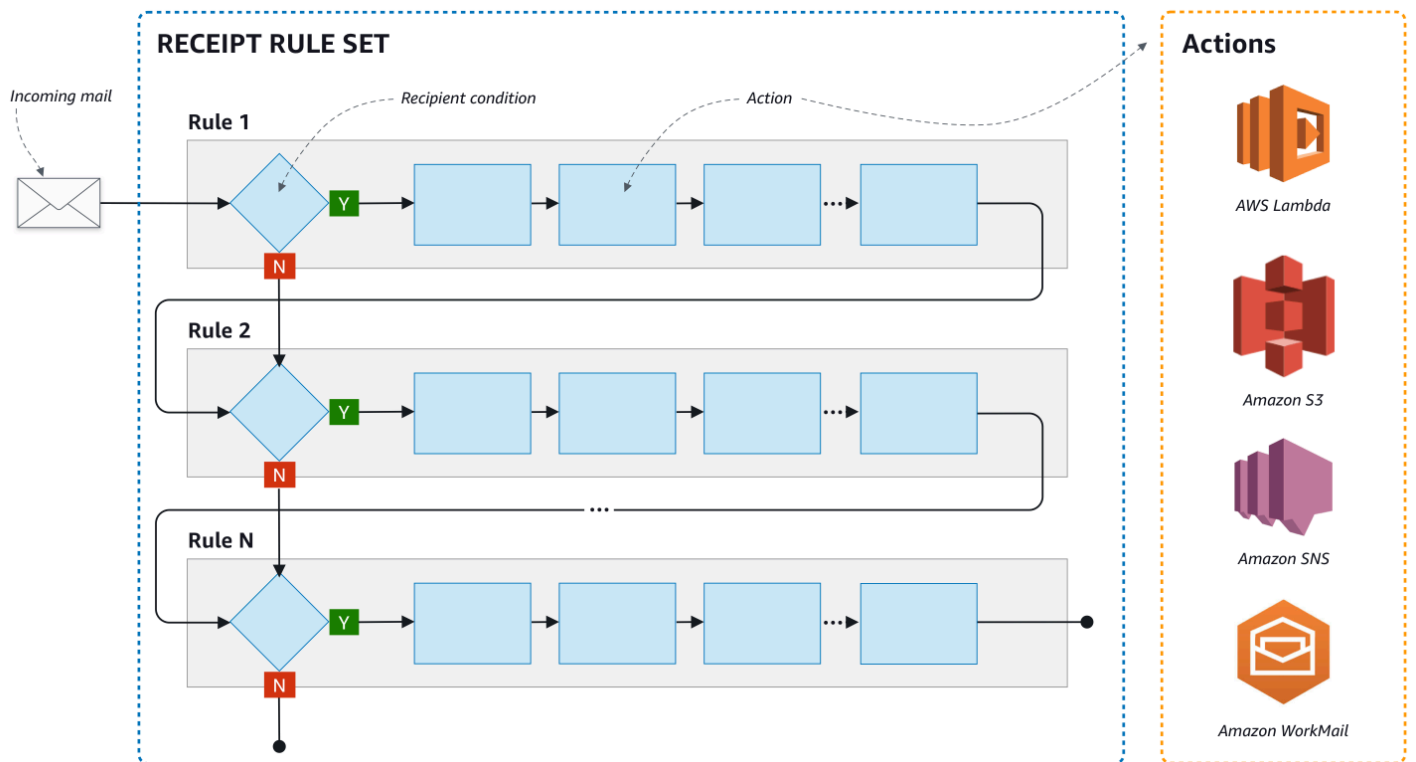 RECEIPT RULE SET
Actions
Incoming mail
Recipient condition
Action
Rule 1
Y
N
AWS Lambda
Rule 2
Y
N
Amazon S3
...
Rule N
Y
N
Amazon SNS
Amazon WorkMail